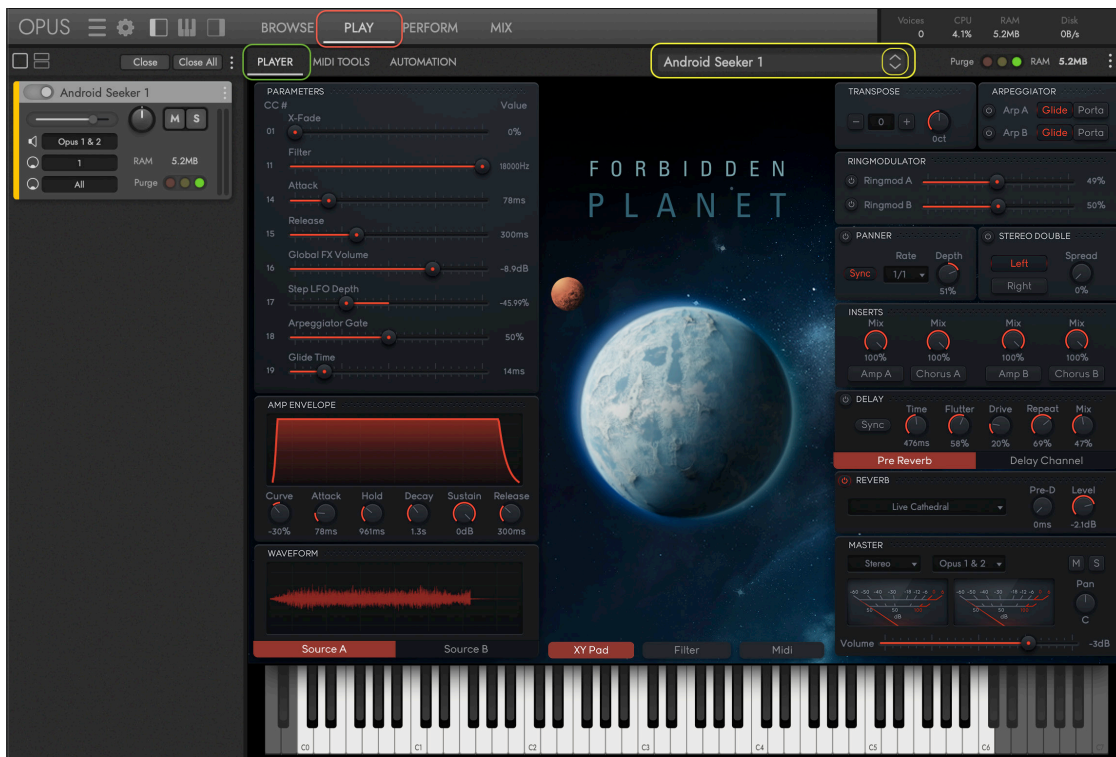 OPUS BROWSE PLAY PERFORM MIX
Voices CPU RAM Disk
0 4.1% 5.2MB 0B/s
Close Close All
PLAYER MIDI TOOLS AUTOMATION
Android Seeker 1
Purge RAM 5.2MB
Android Seeker 1
M S
Opus 1 & 2
1 RAM 5.2MB
All Purge
PARAMETERS
CC # Value
X-Fade
01 0%
Filter
11 18000Hz
Attack
14 78ms
Release
15 300ms
Global FX Volume
16 -8.9dB
Step LFO Depth
17 -45.99%
Arpeggiator Gate
18 50%
Glide Time
19 14ms
AMP ENVELOPE
Curve Attack Hold Decay Sustain Release
-30% 78ms 961ms 1.3s 0dB 300ms
WAVEFORM
Source A Source B
FORBIDDEN
PLANET
XY Pad Filter Midi
TRANSPOSE
− 0 +
Oct
ARPEGGIATOR
Arp A Glide Porta
Arp B Glide Porta
RINGMODULATOR
Ringmod A 49%
Ringmod B 50%
PANNER
Rate Depth
Sync 1/1
51%
STEREO DOUBLE
Left Spread
Right 0%
INSERTS
Mix Mix Mix Mix
100% 100% 100% 100%
Amp A Chorus A Amp B Chorus B
DELAY
Time Flutter Drive Repeat Mix
Sync
476ms 58% 20% 69% 47%
Pre Reverb Delay Channel
REVERB
Pre-D Level
Live Cathedral
0ms -2.1dB
MASTER
Stereo Opus 1 & 2 M S
Pan
C
Volume -3dB
C0 C1 C2 C3 C4 C5 C6 C7